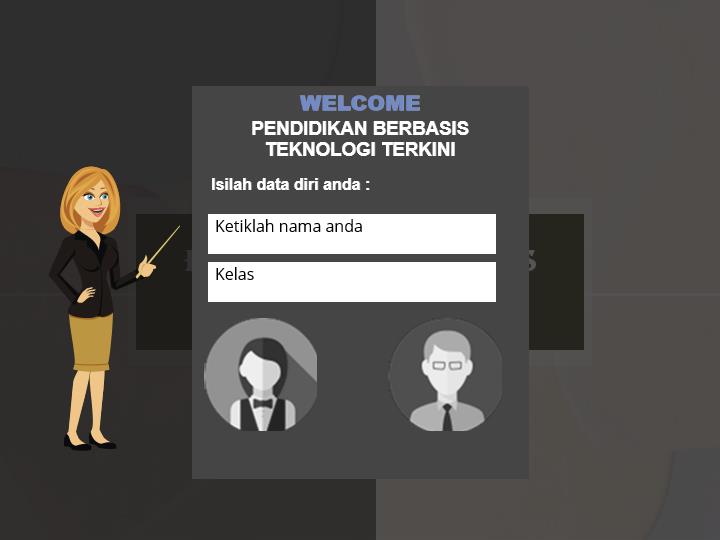 WELCOME
PENDIDIKAN BERBASIS
TEKNOLOGI TERKINI
Isilah data diri anda :
Ketiklah nama anda
Kelas